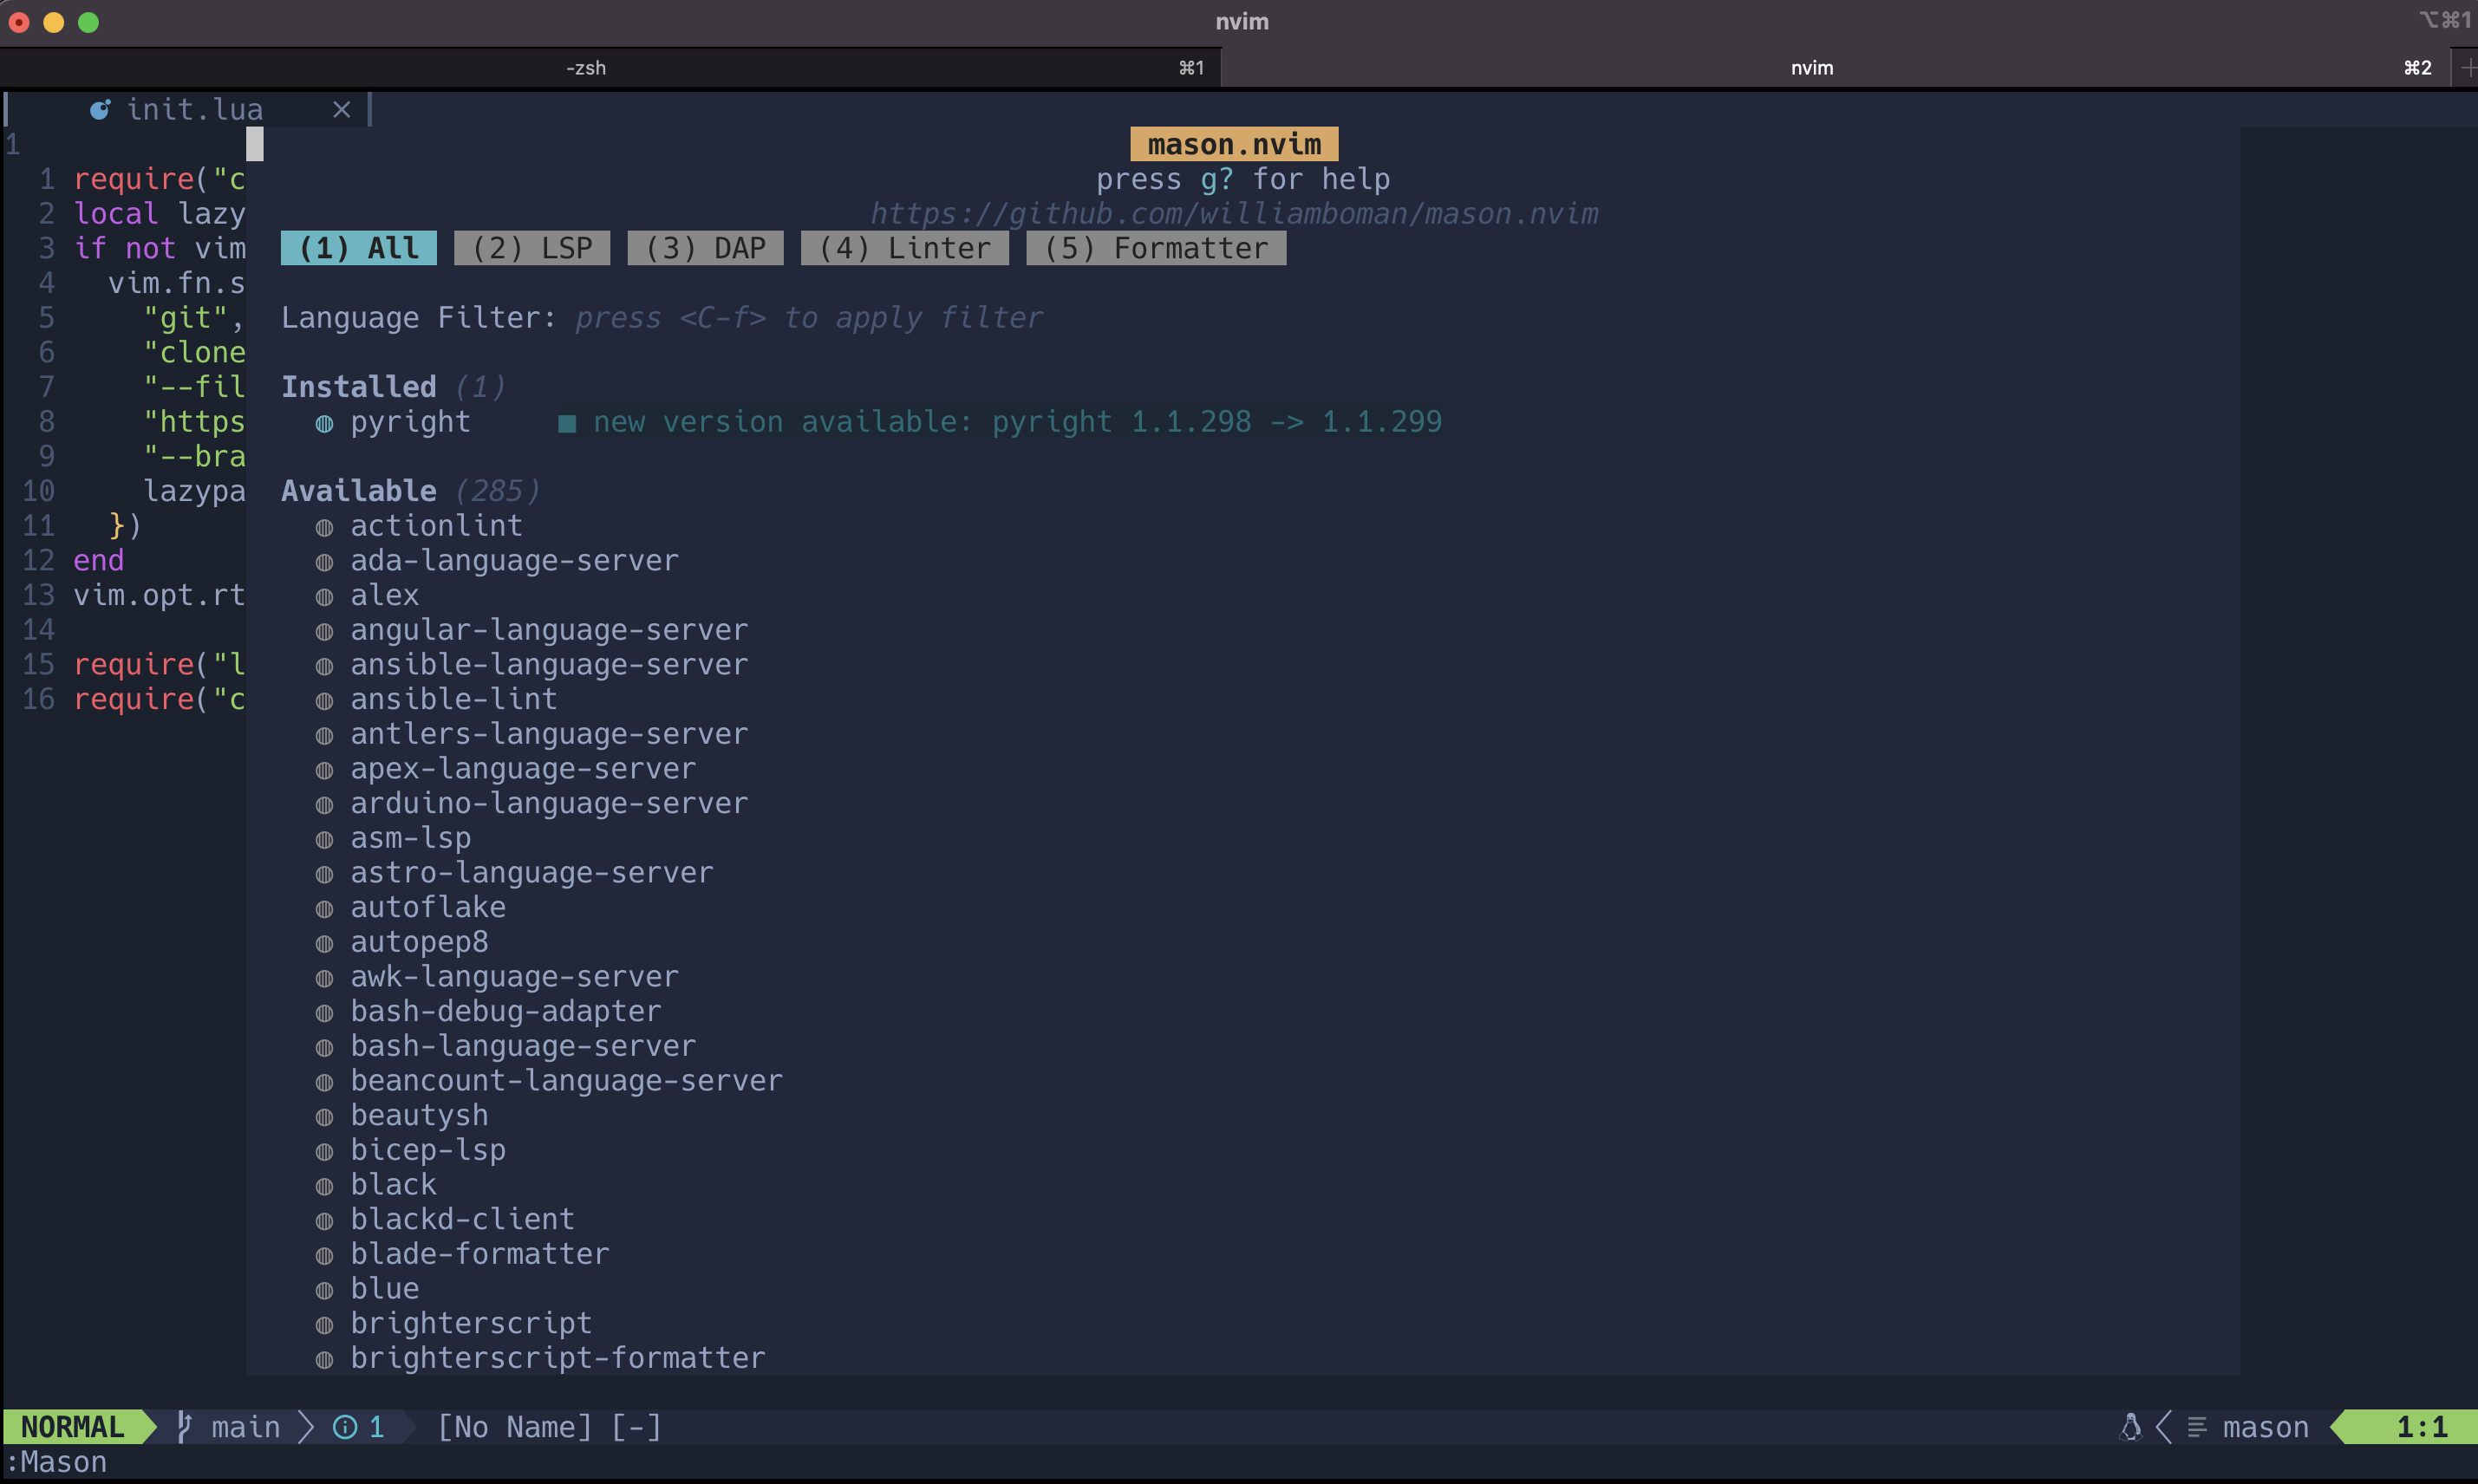 nvim ⌥⌘1
-zsh ⌘1 nvim ⌘2 +
init.lua ×
1 mason.nvim
1 require("c press g? for help
2 local lazy https://github.com/williamboman/mason.nvim
3 if not vim (1) All (2) LSP (3) DAP (4) Linter (5) Formatter
4 vim.fn.s
5 "git", Language Filter: press <C-f> to apply filter
6 "clone
7 "--fil Installed (1)
8 "https pyright ■ new version available: pyright 1.1.298 -> 1.1.299
9 "--bra
10 lazypa Available (285)
11 }) actionlint
12 end ada-language-server
13 vim.opt.rt alex
14 angular-language-server
15 require("l ansible-language-server
16 require("c ansible-lint
antlers-language-server
apex-language-server
arduino-language-server
asm-lsp
astro-language-server
autoflake
autopep8
awk-language-server
bash-debug-adapter
bash-language-server
beancount-language-server
beautysh
bicep-lsp
black
blackd-client
blade-formatter
blue
brighterscript
brighterscript-formatter
NORMAL main 1 [No Name] [-] mason 1:1
:Mason